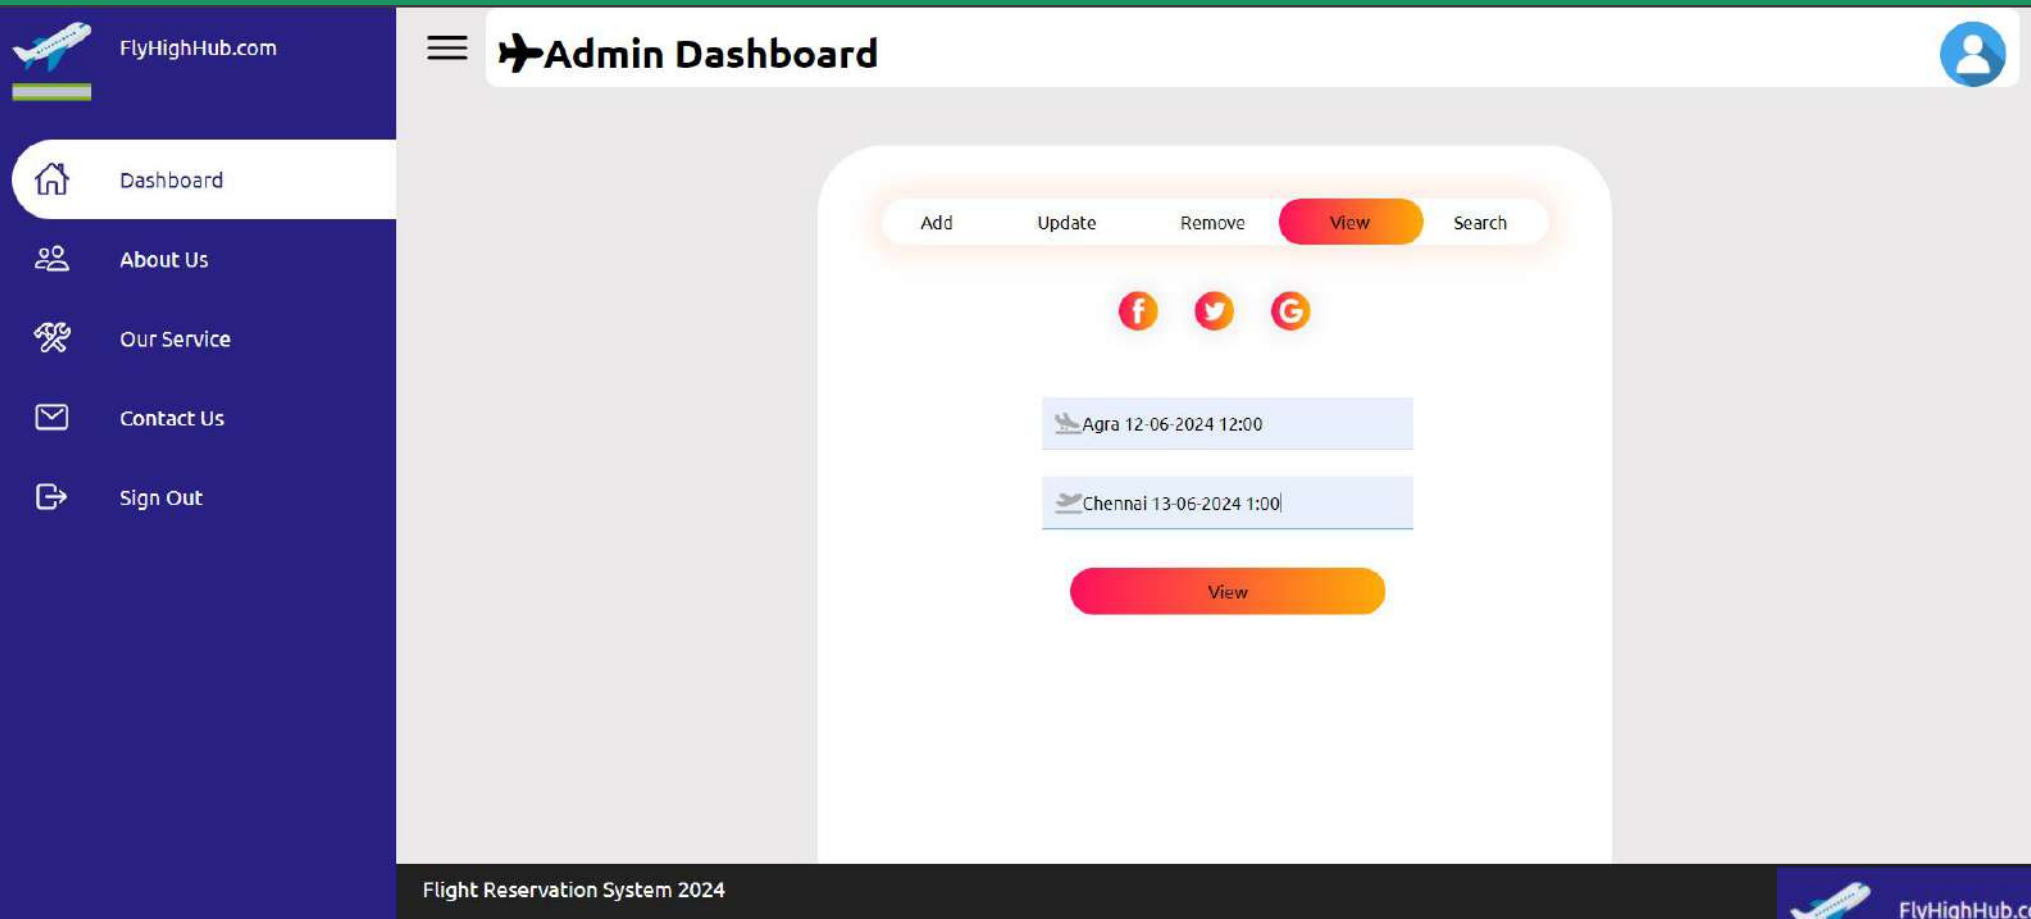 FlyHighHub.com
Admin Dashboard
Dashboard
About Us
Our Service
Contact Us
Sign Out
Add Update Remove View Search
Agra 12-06-2024 12:00
Chennai 13-06-2024 1:00
View
Flight Reservation System 2024
FlyHighHub.c